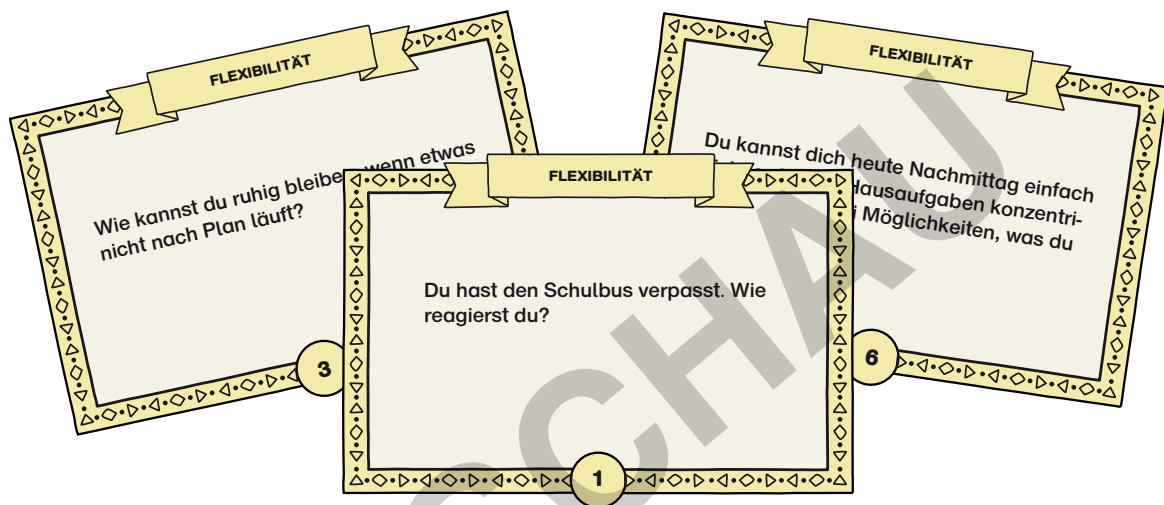 FLEXIBILITÄT
Wie kannst du ruhig bleiben wenn etwas
nicht nach Plan läuft?
3
FLEXIBILITÄT
Du hast den Schulbus verpasst. Wie
reagierst du?
1
FLEXIBILITÄT
Du kannst dich heute Nachmittag einfach
Hausaufgaben konzentri-
Möglichkeiten, was du
6
SCHAU